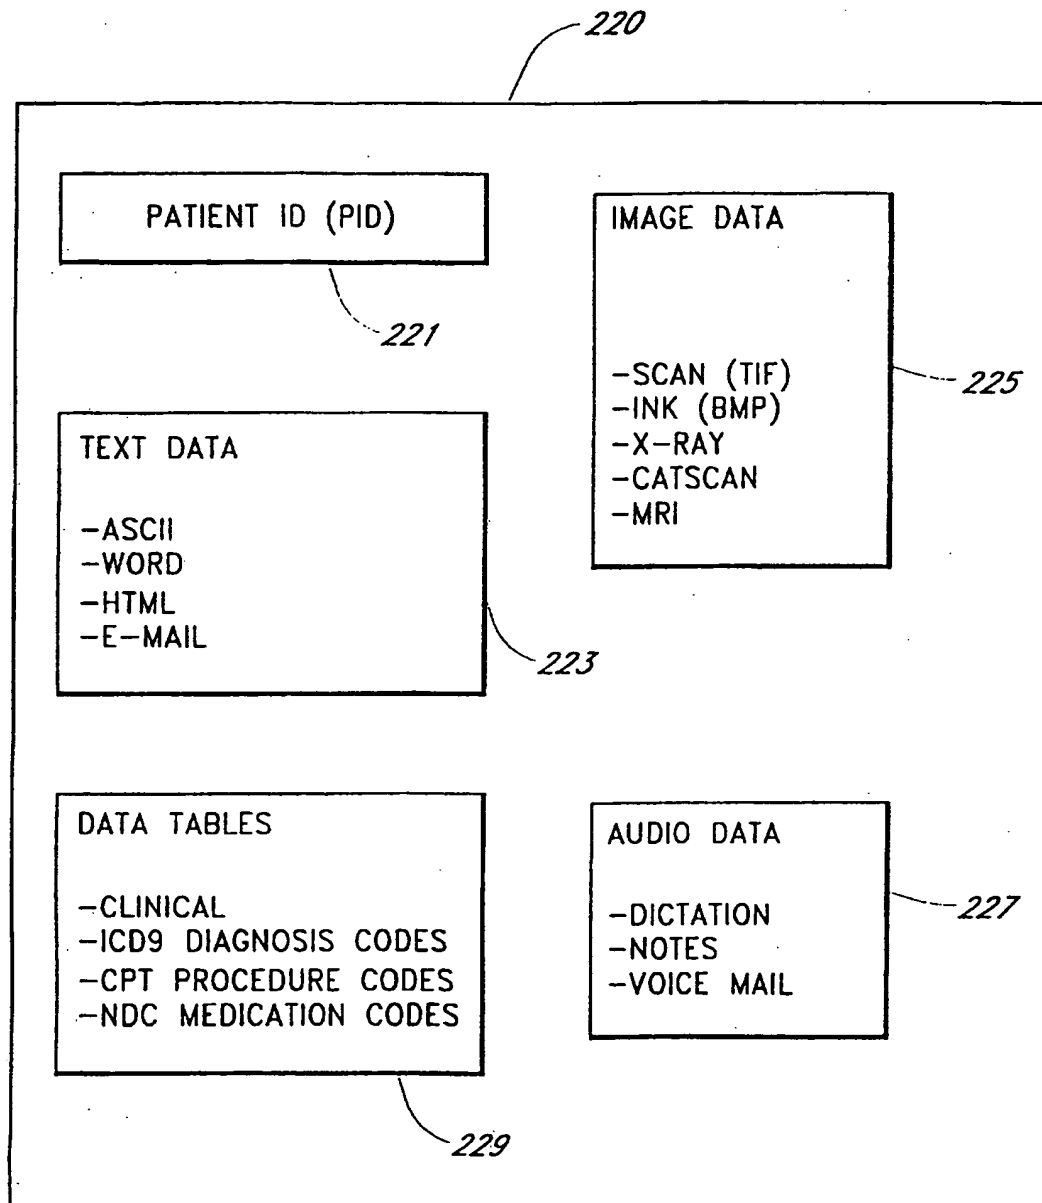 220
PATIENT ID (PID)
221
IMAGE DATA
-SCAN (TIF)
-INK (BMP)
-X-RAY
-CATSCAN
-MRI
225
TEXT DATA
-ASCII
-WORD
-HTML
-E-MAIL
223
DATA TABLES
-CLINICAL
-ICD9 DIAGNOSIS CODES
-CPT PROCEDURE CODES
-NDC MEDICATION CODES
229
AUDIO DATA
-DICTATION
-NOTES
-VOICE MAIL
227